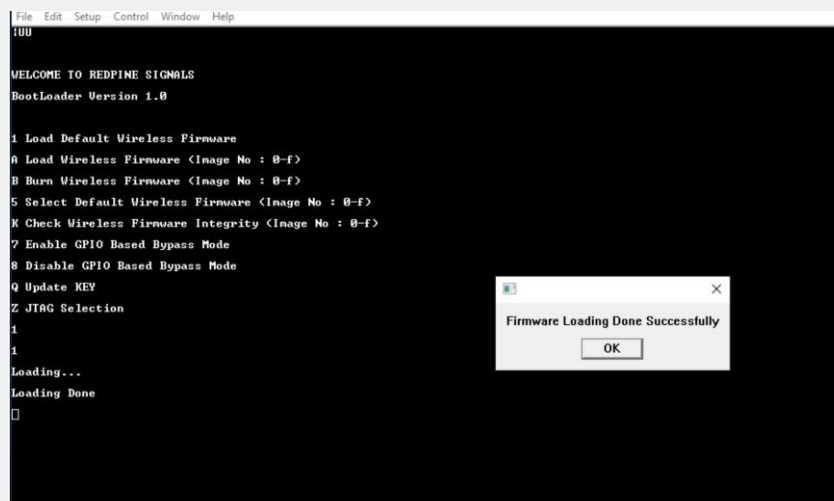 File Edit Setup Control Window Help
!UU
WELCOME TO REDPINE SIGNALS
BootLoader Version 1.0
1 Load Default Wireless Firmware
A Load Wireless Firmware (Image No : 0-f)
B Burn Wireless Firmware (Image No : 0-f)
5 Select Default Wireless Firmware (Image No : 0-f)
K Check Wireless Firmware Integrity (Image No : 0-f)
7 Enable GPIO Based Bypass Mode
8 Disable GPIO Based Bypass Mode
Q Update KEY
Z JTAG Selection
1
1
Loading...
Loading Done
Firmware Loading Done Successfully
OK